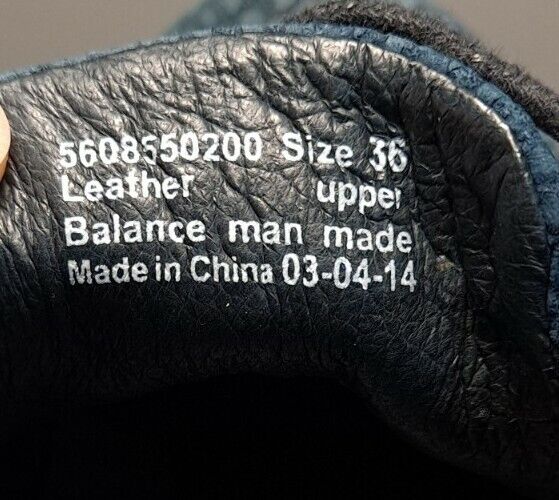 5608550200 Size 36
Leather upper
Balance man made
Made in China 03-04-14